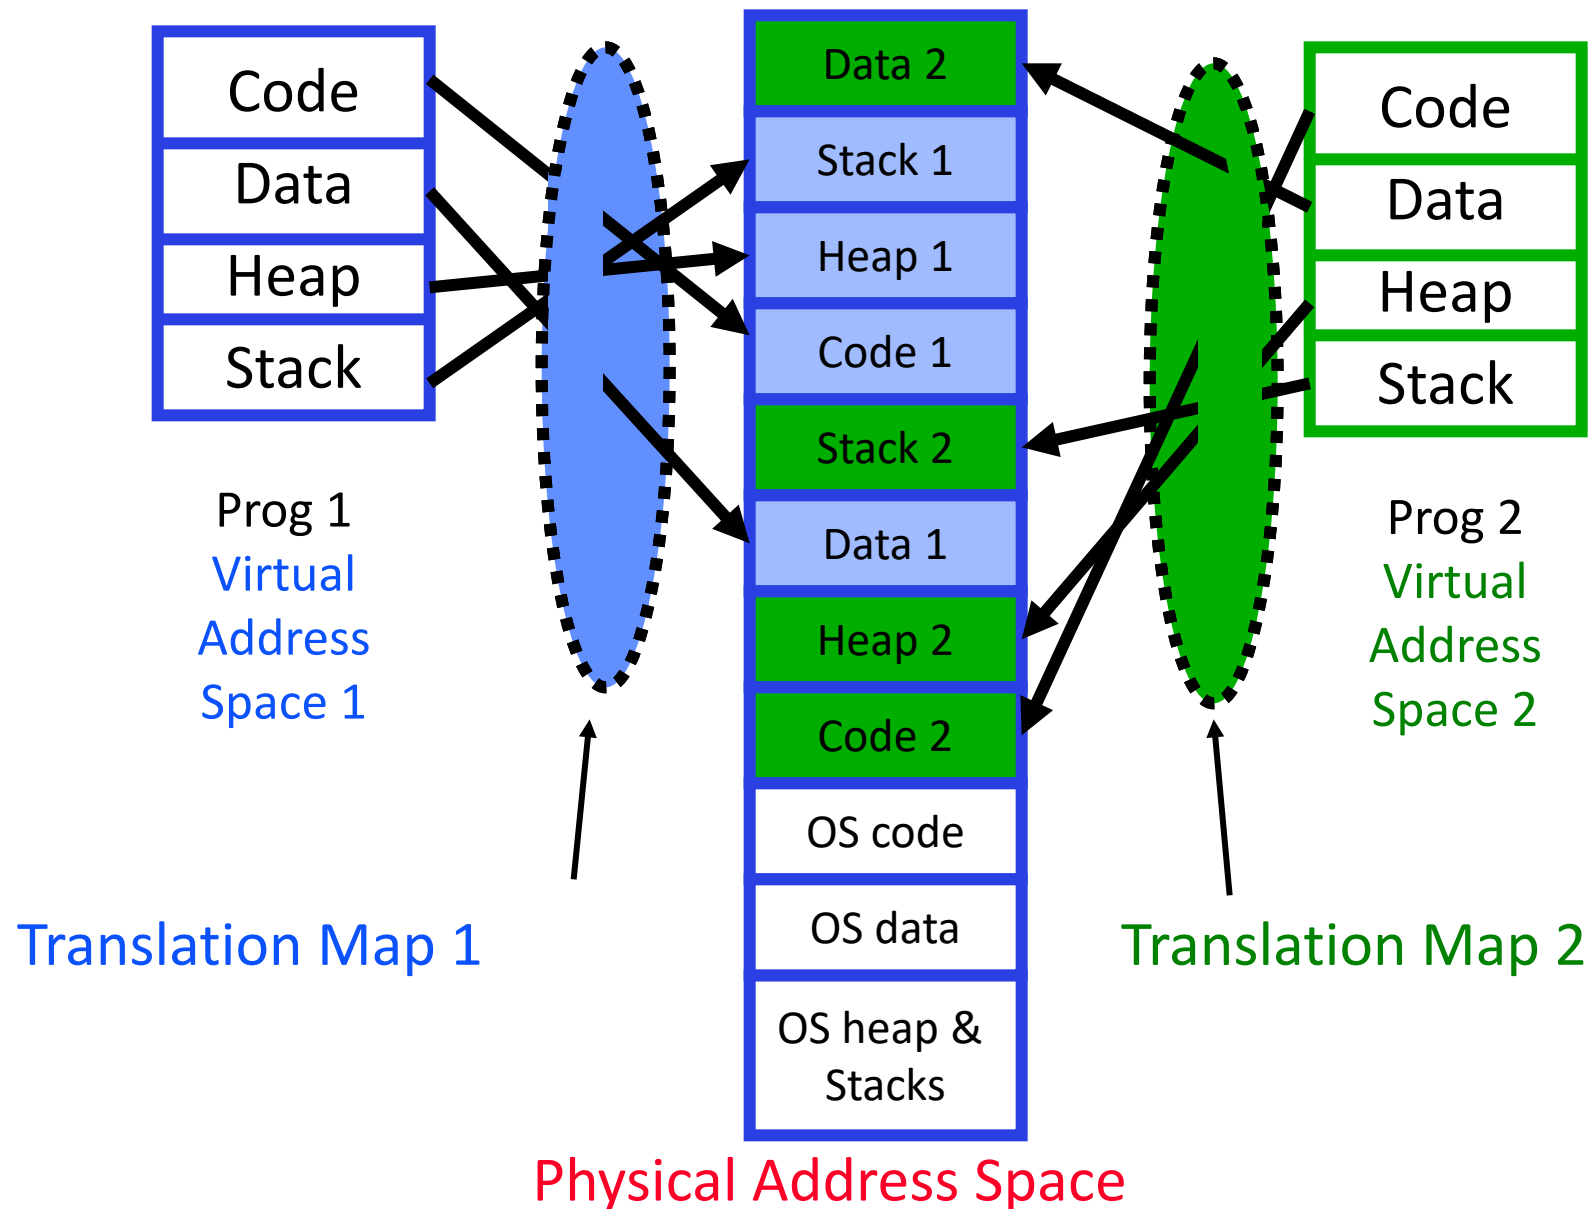 Code
Data
Heap
Stack
Prog 1
Virtual
Address
Space 1
Translation Map 1
Data 2
Stack 1
Heap 1
Code 1
Stack 2
Data 1
Heap 2
Code 2
OS code
OS data
OS heap &
Stacks
Physical Address Space
Code
Data
Heap
Stack
Prog 2
Virtual
Address
Space 2
Translation Map 2